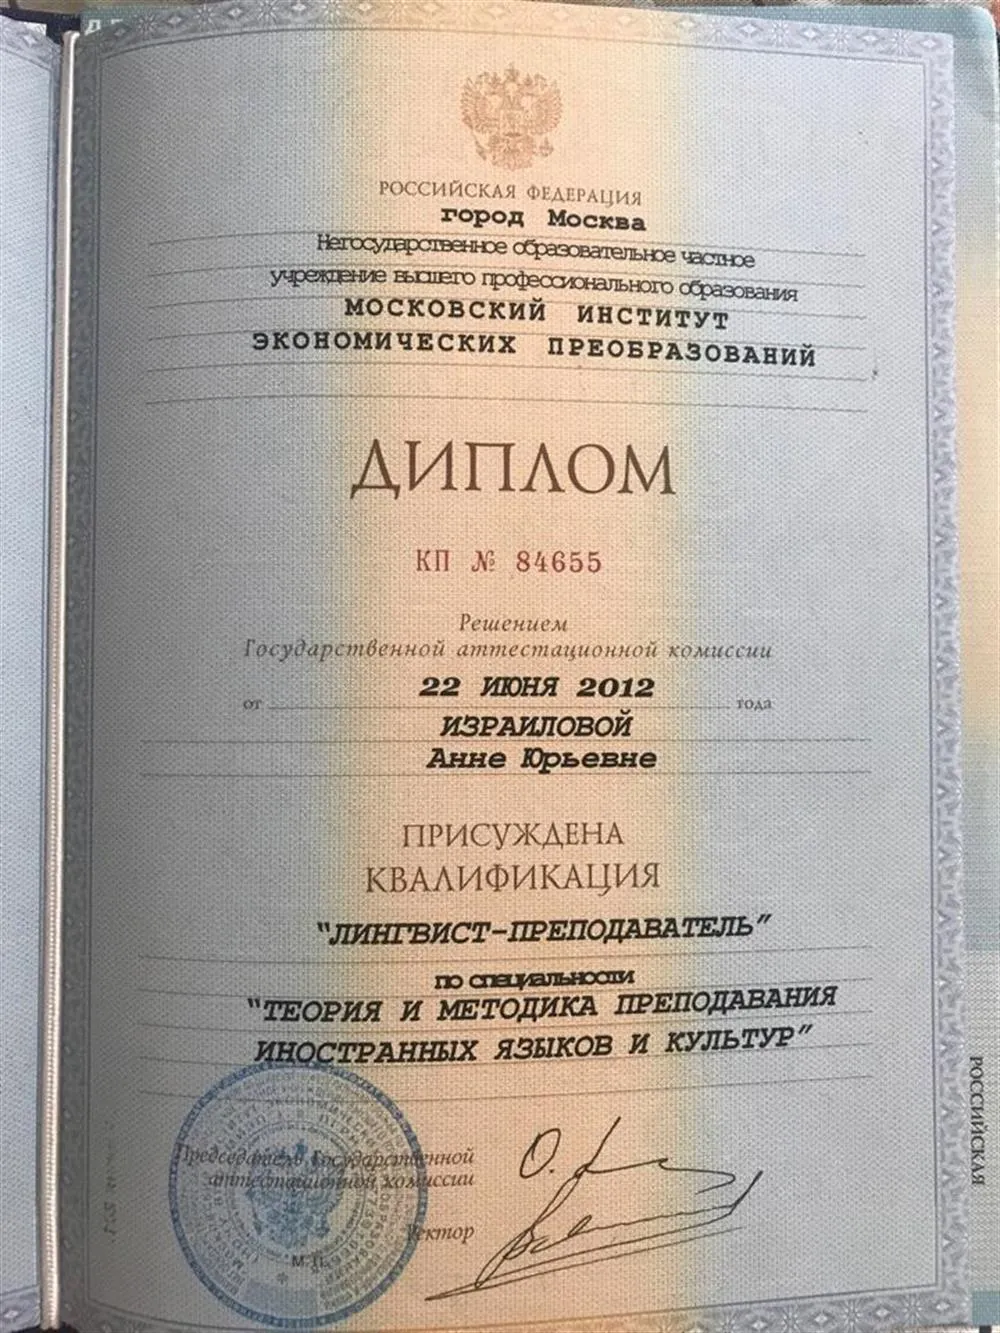 РОССИЙСКАЯ ФЕДЕРАЦИЯ
город Москва
Негосударственное образовательное частное
учреждение высшего профессионального образования
МОСКОВСКИЙ ИНСТИТУТ
ЭКОНОМИЧЕСКИХ ПРЕОБРАЗОВАНИЙ
ДИПЛОМ
КП № 84655
Решением
Государственной аттестационной комиссии
от 22 ИЮНЯ 2012 года
ИЗРАИЛОВОЙ
Анне Юрьевне
ПРИСУЖДЕНА
КВАЛИФИКАЦИЯ
"ЛИНГВИСТ-ПРЕПОДАВАТЕЛЬ"
по специальности
"ТЕОРИЯ И МЕТОДИКА ПРЕПОДАВАНИЯ
ИНОСТРАННЫХ ЯЗЫКОВ И КУЛЬТУР"
Председатель Государственной
аттестационной комиссии
Ректор
М.П.
РОССИЙСКАЯ